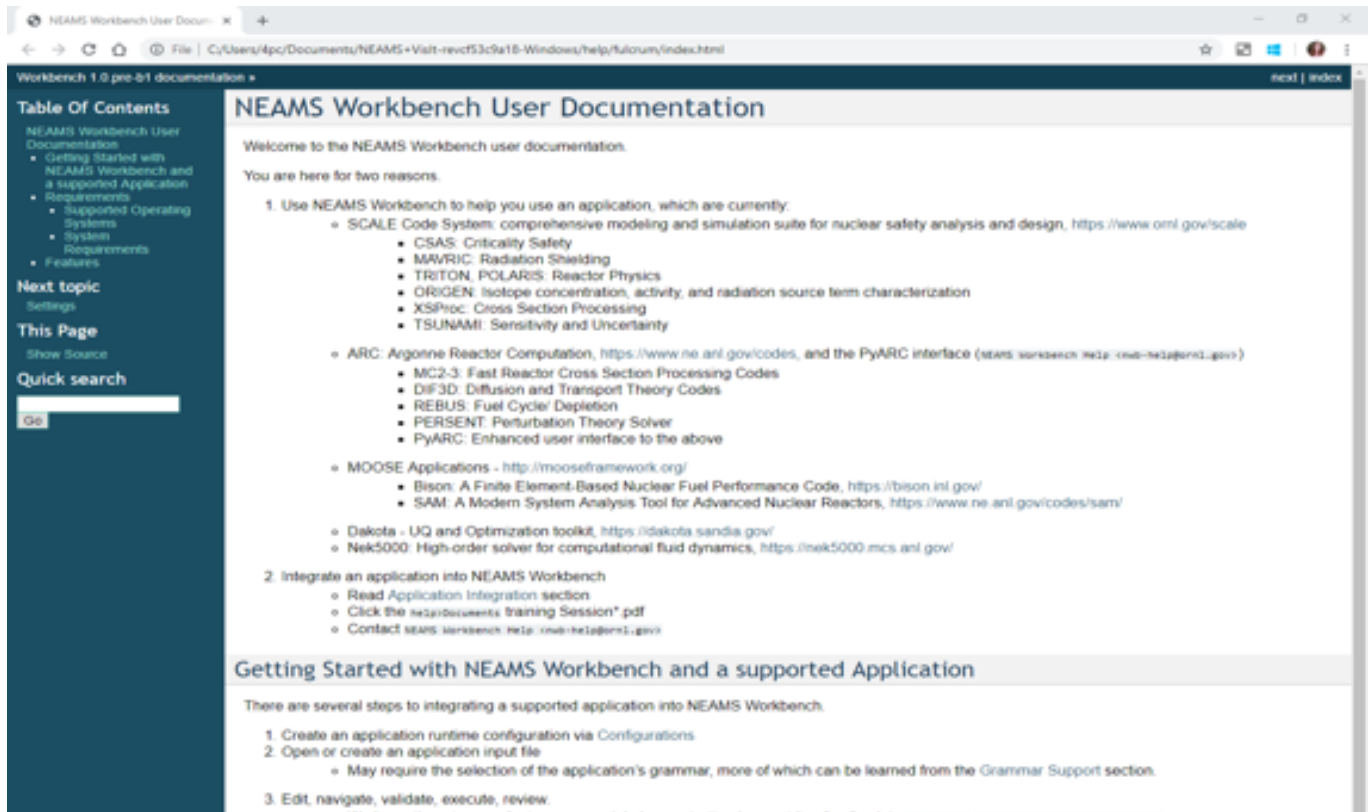 NEAMS Workbench User Docum
File | C:/Users/4pc/Documents/NEAMS+Visit-revcf53c9a18-Windows/help/fulcrum/index.html
Workbench 1.0 pre-b1 documentation »
next | index
Table Of Contents
NEAMS Workbench User
Documentation
Getting Started with
NEAMS Workbench and
a supported Application
Requirements
Supported Operating
Systems
System
Requirements
Features
Next topic
Settings
This Page
Show Source
Quick search
Go
NEAMS Workbench User Documentation
Welcome to the NEAMS Workbench user documentation.
You are here for two reasons.
1. Use NEAMS Workbench to help you use an application, which are currently:
SCALE Code System: comprehensive modeling and simulation suite for nuclear safety analysis and design, https://www.ornl.gov/scale
CSAS: Criticality Safety
MAVRIC: Radiation Shielding
TRITON, POLARIS: Reactor Physics
ORIGEN: Isotope concentration, activity, and radiation source term characterization
XSProc: Cross Section Processing
TSUNAMI: Sensitivity and Uncertainty
ARC: Argonne Reactor Computation, https://www.ne.anl.gov/codes, and the PyARC interface (NEAMS Workbench Help <nwb-help@ornl.gov>)
MC2-3: Fast Reactor Cross Section Processing Codes
DIF3D: Diffusion and Transport Theory Codes
REBUS: Fuel Cycle/ Depletion
PERSENT: Perturbation Theory Solver
PyARC: Enhanced user interface to the above
MOOSE Applications - http://mooseframework.org/
Bison: A Finite Element-Based Nuclear Fuel Performance Code, https://bison.inl.gov/
SAM: A Modern System Analysis Tool for Advanced Nuclear Reactors, https://www.ne.anl.gov/codes/sam/
Dakota - UQ and Optimization toolkit, https://dakota.sandia.gov/
Nek5000: High-order solver for computational fluid dynamics, https://nek5000.mcs.anl.gov/
2. Integrate an application into NEAMS Workbench
Read Application Integration section
Click the help>Documents training Session*.pdf
Contact NEAMS Workbench Help <nwb-help@ornl.gov>
Getting Started with NEAMS Workbench and a supported Application
There are several steps to integrating a supported application into NEAMS Workbench.
1. Create an application runtime configuration via Configurations
2. Open or create an application input file
May require the selection of the application's grammar, more of which can be learned from the Grammar Support section.
3. Edit, navigate, validate, execute, review.